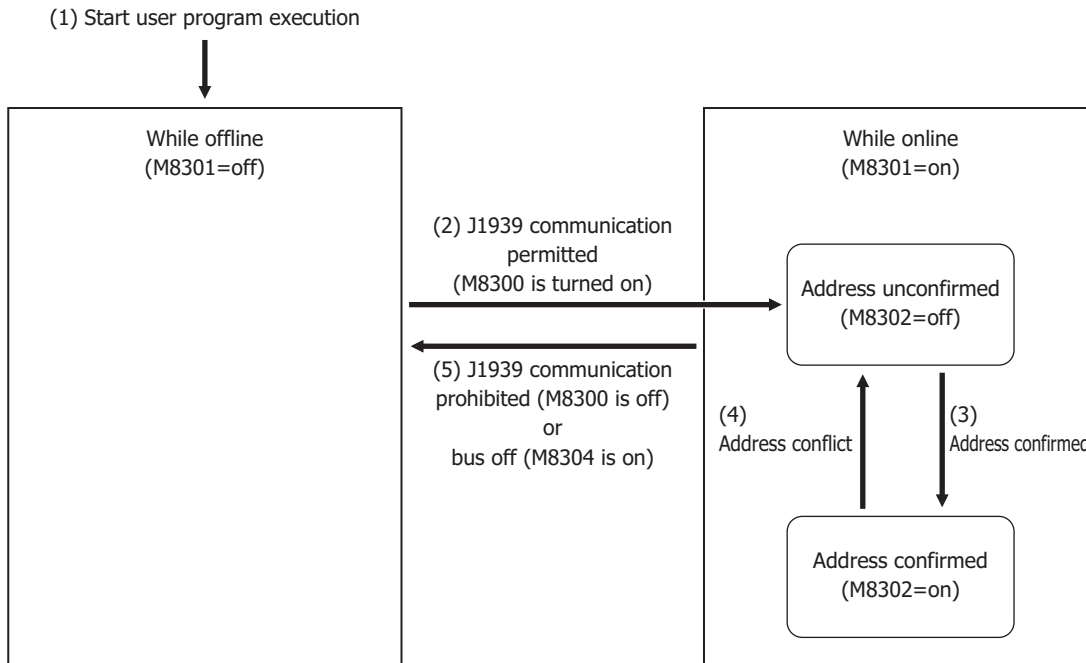 (1) Start user program execution
While offline
(M8301=off)
While online
(M8301=on)
(2) J1939 communication
permitted
(M8300 is turned on)
Address unconfirmed
(M8302=off)
(5) J1939 communication
prohibited (M8300 is off)
or
bus off (M8304 is on)
(4)
Address conflict
(3)
Address confirmed
Address confirmed
(M8302=on)